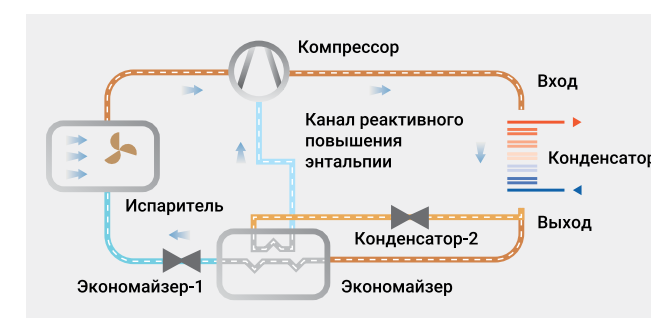 Компрессор
Вход
Канал реактивного
повышения
энтальпии
Конденсатор
Испаритель
Выход
Конденсатор-2
Экономайзер-1
Экономайзер